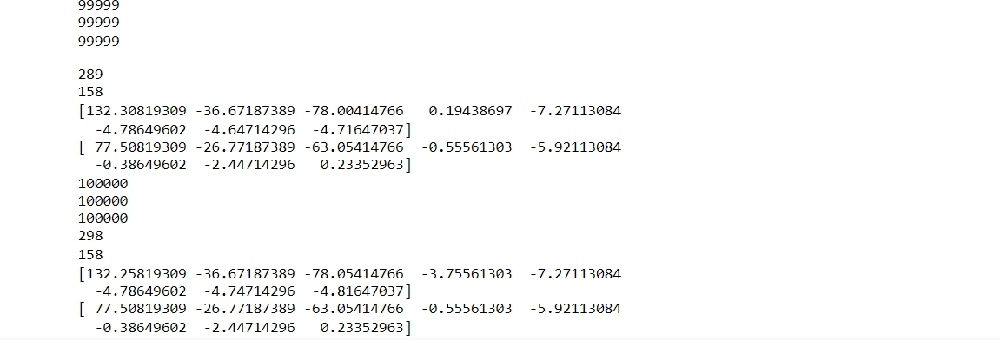 99999
99999
99999
289
158
[132.30819309 -36.67187389 -78.00414766 0.19438697 -7.27113084
-4.78649602 -4.64714296 -4.71647037]
[ 77.50819309 -26.77187389 -63.05414766 -0.55561303 -5.92113084
-0.38649602 -2.44714296 0.23352963]
100000
100000
100000
298
158
[132.25819309 -36.67187389 -78.05414766 -3.75561303 -7.27113084
-4.78649602 -4.74714296 -4.81647037]
[ 77.50819309 -26.77187389 -63.05414766 -0.55561303 -5.92113084
-0.38649602 -2.44714296 0.23352963]